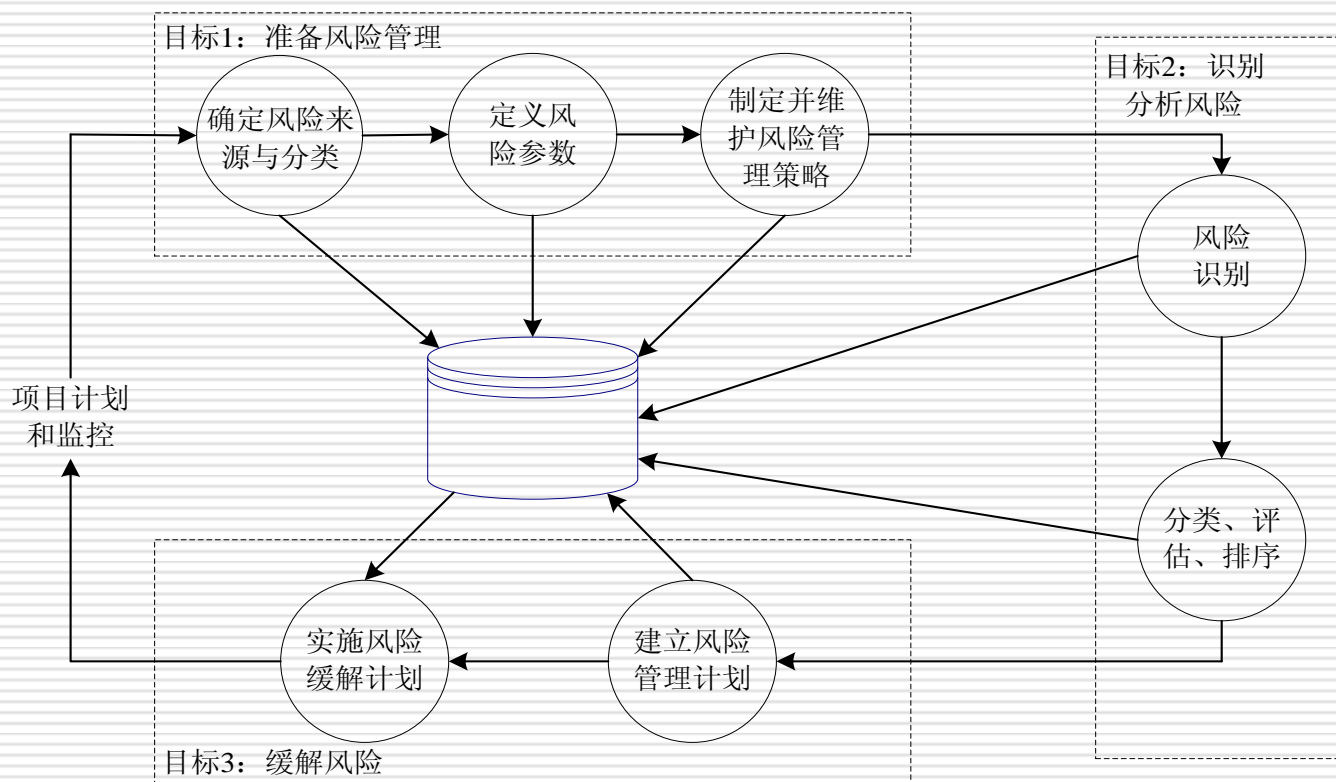 目标1：准备风险管理
确定风险来
源与分类
定义风
险参数
制定并维
护风险管
理策略
目标2：识别
分析风险
风险
识别
分类、评
估、排序
项目计划
和监控
实施风险
缓解计划
建立风险
管理计划
目标3：缓解风险